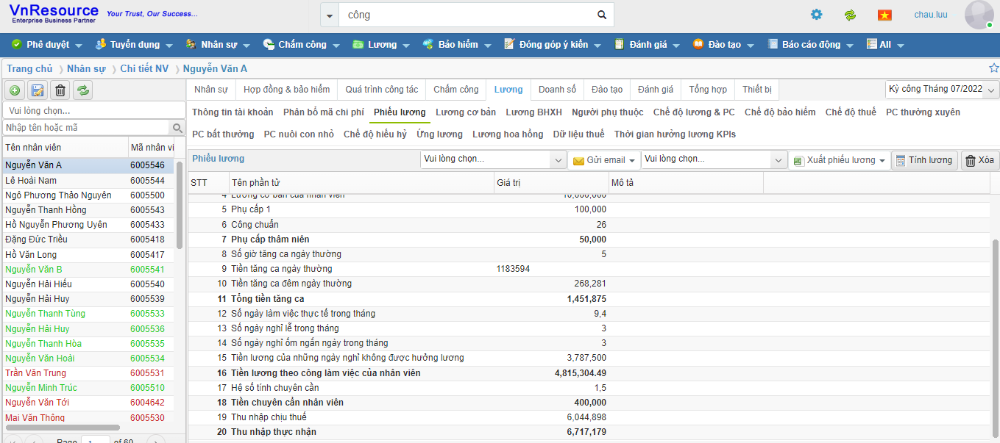 VnResource
Enterprise Business Partner
Your Trust, Our Success...
công
chau.luu
Phê duyệt Tuyển dụng Nhân sự Chấm công Lương Bảo hiểm Đóng góp ý kiến Đánh giá Đào tạo Báo cáo động All
Trang chủ Nhân sự Chi tiết NV Nguyễn Văn A
Nhân sự Hợp đồng & bảo hiểm Quá trình công tác Chấm công Lương Doanh số Đào tạo Đánh giá Tổng hợp Thiết bị
Kỳ công Tháng 07/2022
Vui lòng chọn...
Nhập tên hoặc mã
Tên nhân viên Mã nhân vi
Nguyễn Văn A 6005546
Lê Hoài Nam 6005544
Ngô Phương Thảo Nguyên 6005500
Nguyễn Thanh Hồng 6005543
Hồ Nguyễn Phương Uyên 6005433
Đặng Đức Triều 6005418
Hồ Văn Long 6005417
Nguyễn Văn B 6005541
Nguyễn Hải Hiếu 6005540
Nguyễn Hải Huy 6005539
Nguyễn Thanh Tùng 6005533
Nguyễn Hải Huy 6005536
Nguyễn Thanh Hòa 6005535
Nguyễn Văn Hoài 6005534
Trần Văn Trung 6005531
Nguyễn Minh Trúc 6005510
Nguyễn Văn Tới 6004642
Mai Văn Thông 6005530
Page 1 of 60
Thông tin tài khoản Phân bổ mã chi phí Phiếu lương Lương cơ bản Lương BHXH Người phụ thuộc Chế độ lương & PC Chế độ bảo hiểm Chế độ thuế PC thường xuyên
PC bất thường PC nuôi con nhỏ Chế độ hiếu hỷ Ứng lương Lương hoa hồng Dữ liệu thuế Thời gian hưởng lương KPIs
Phiếu lương Vui lòng chọn... Gửi email Vui lòng chọn... Xuất phiếu lương Tính lương Xóa
STT Tên phần tử Giá trị Mô tả
4 Lương cơ bản của nhân viên 10,000,000
5 Phụ cấp 1 100,000
6 Công chuẩn 26
7 Phụ cấp thâm niên 50,000
8 Số giờ tăng ca ngày thường 5
9 Tiền tăng ca ngày thường 1183594
10 Tiền tăng ca đêm ngày thường 268,281
11 Tổng tiền tăng ca 1,451,875
12 Số ngày làm việc thực tế trong tháng 9,4
13 Số ngày nghỉ lễ trong tháng 3
14 Số ngày nghỉ ốm ngắn ngày trong tháng 3
15 Tiền lương của những ngày nghỉ không được hưởng lương 3,787,500
16 Tiền lương theo công làm việc của nhân viên 4,815,304.49
17 Hệ số tính chuyên cần 1,5
18 Tiền chuyên cần nhân viên 400,000
19 Thu nhập chịu thuế 6,044,898
20 Thu nhập thực nhận 6,717,179